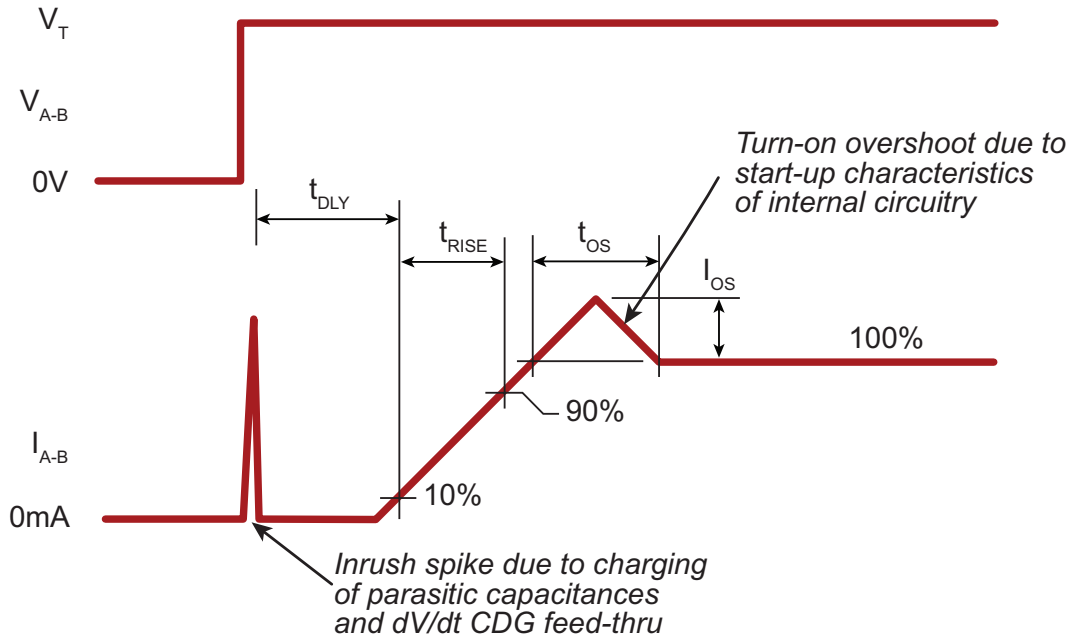 V_T
V_A-B
0V
Turn-on overshoot due to
start-up characteristics
of internal circuitry
t_DLY
t_RISE
t_OS
I_OS
100%
90%
I_A-B
10%
0mA
Inrush spike due to charging
of parasitic capacitances
and dV/dt CDG feed-thru